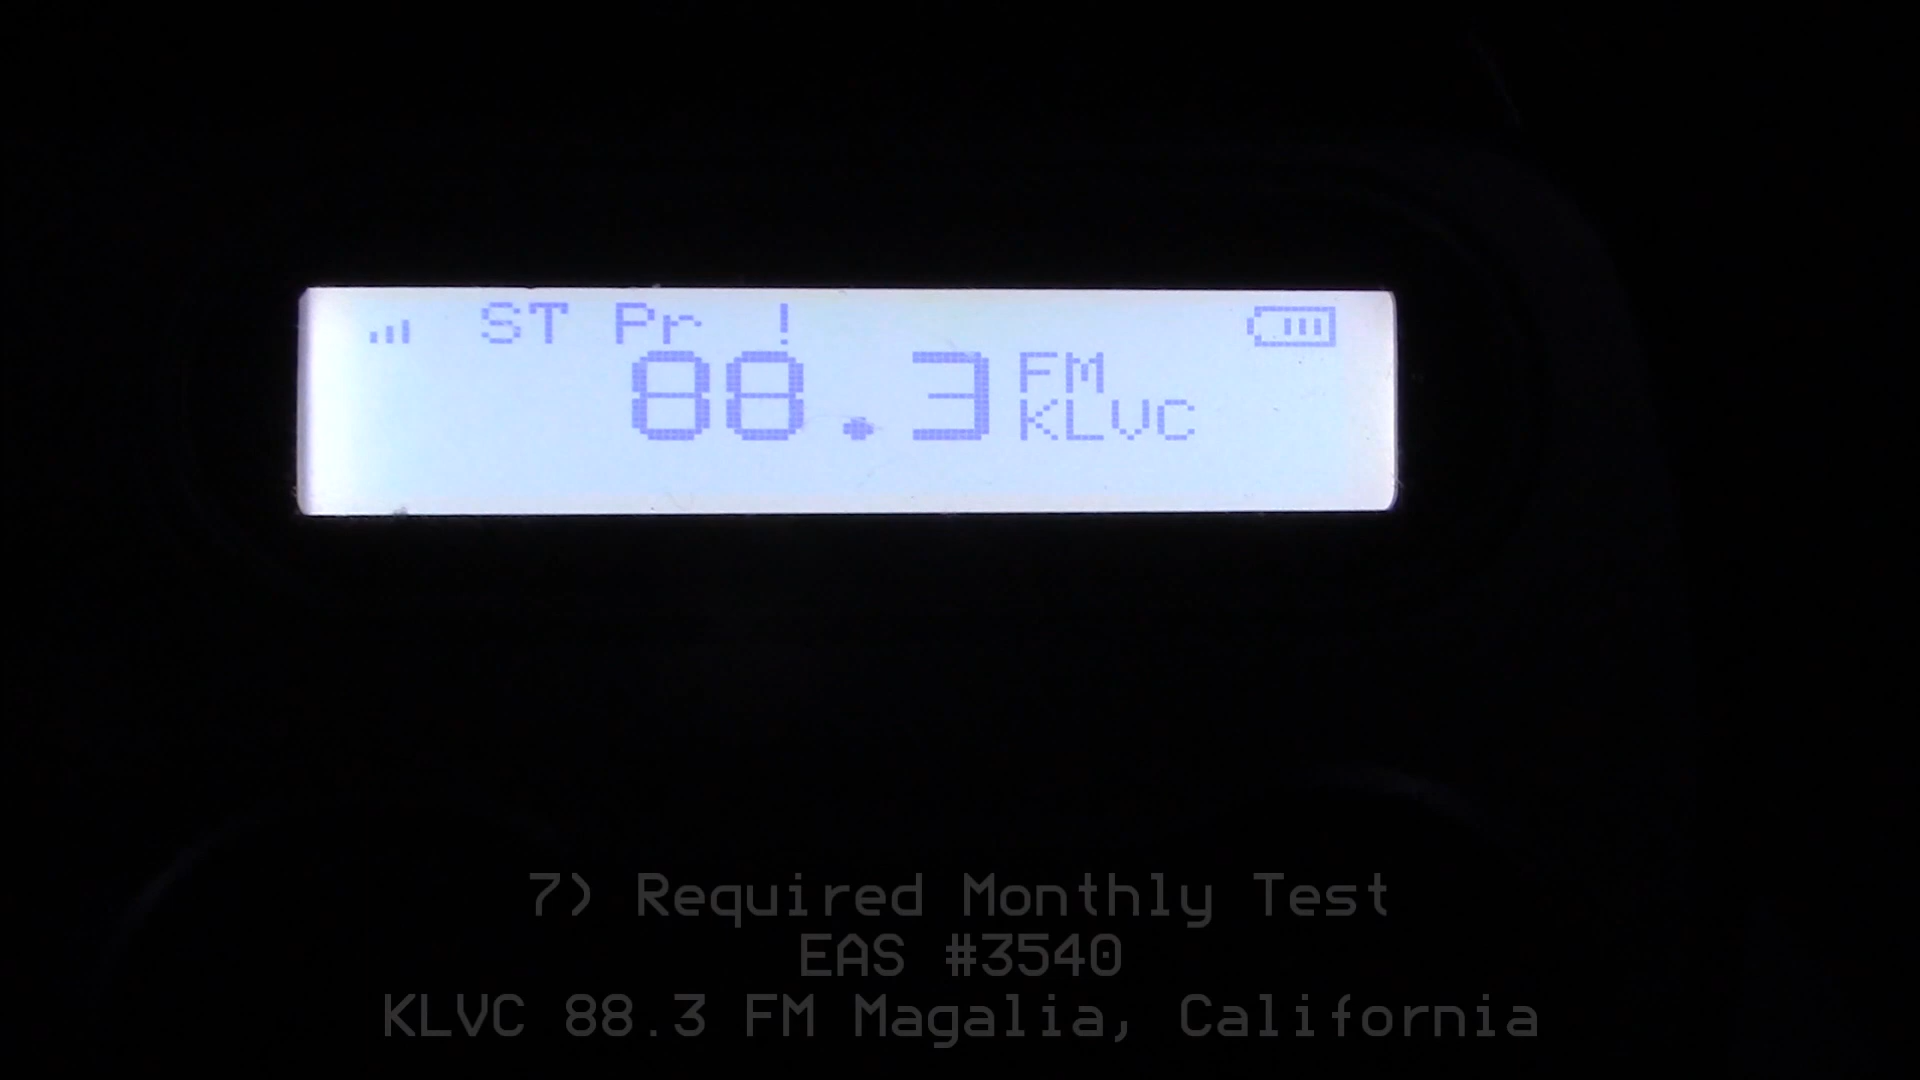 ST Pr !
88.3 FM
KLVC
7) Required Monthly Test
EAS #3540
KLVC 88.3 FM Magalia, California